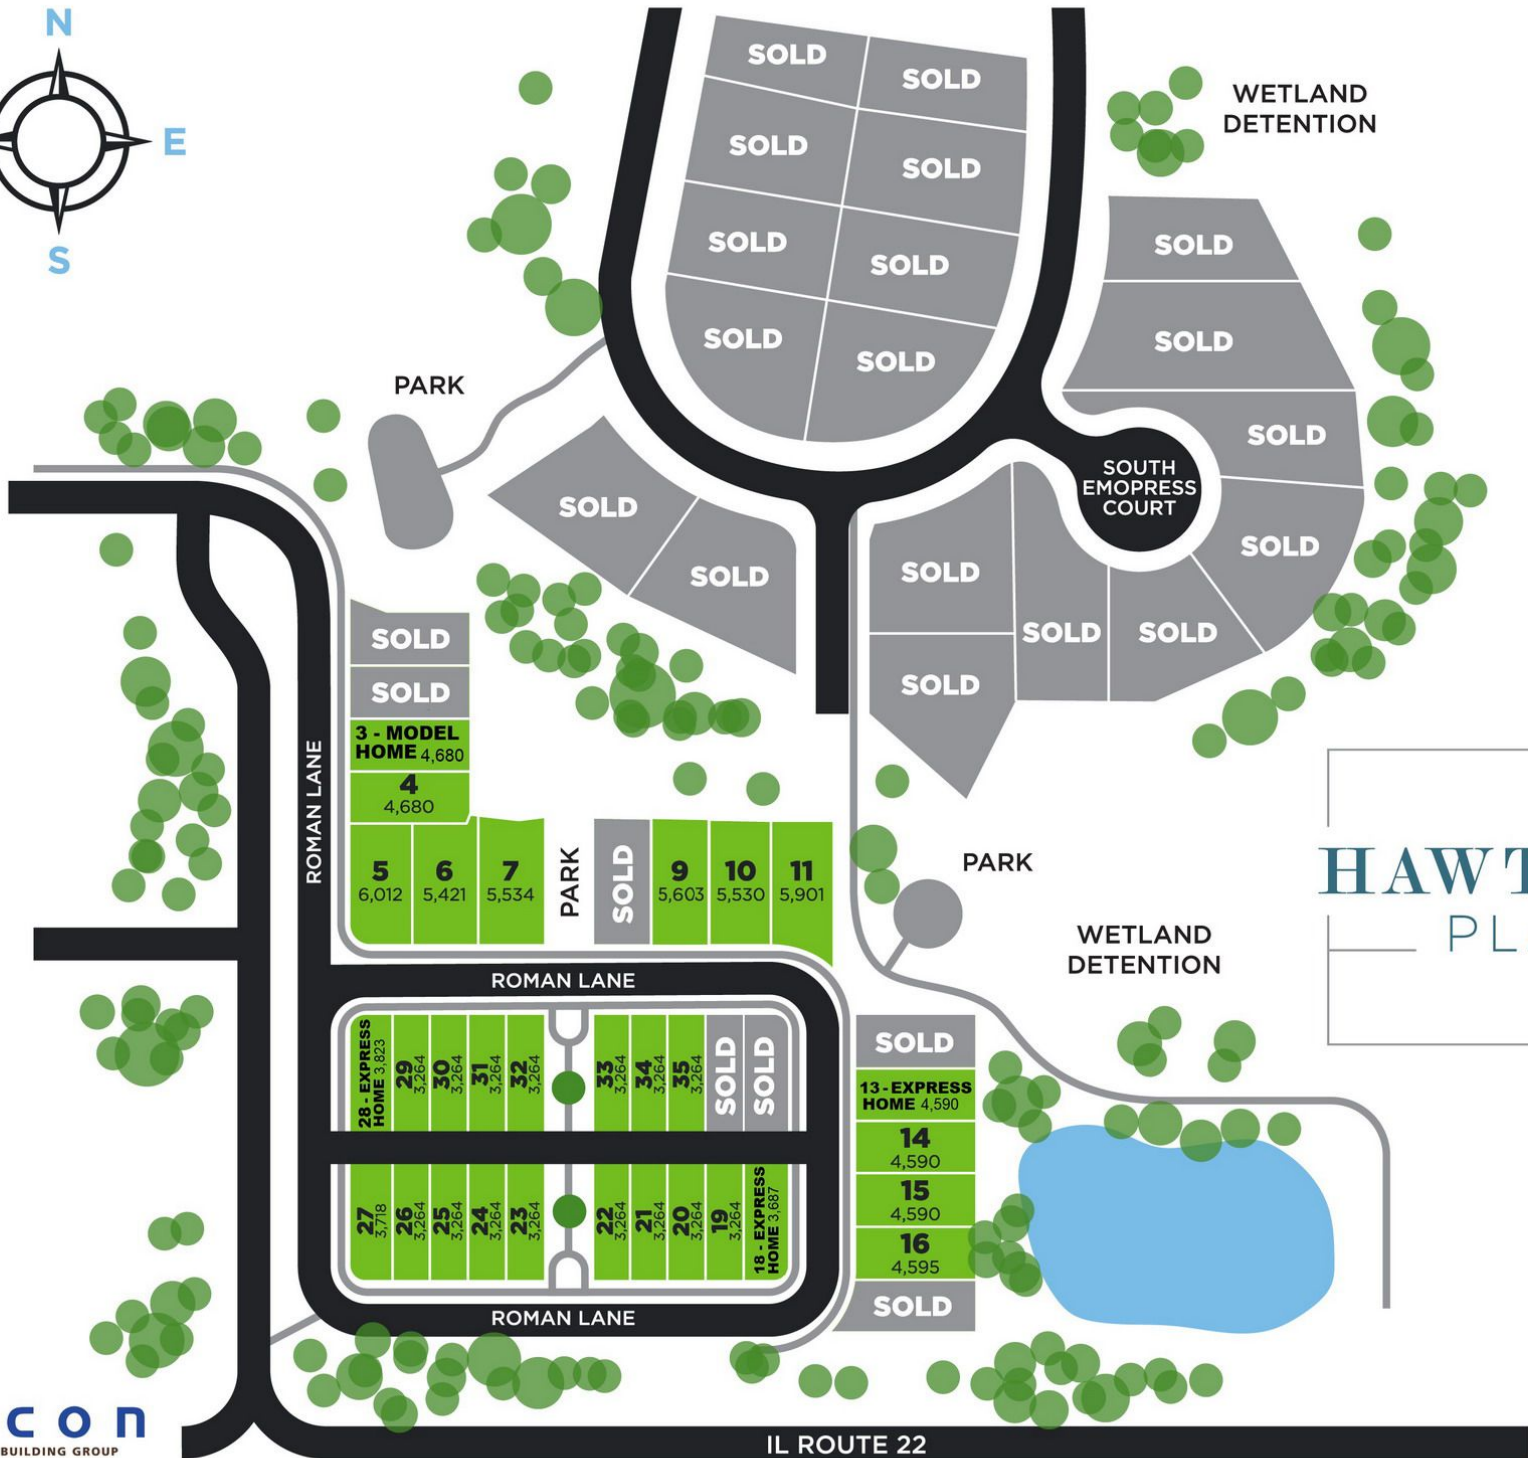 N
E
S
SOLD
SOLD
SOLD
SOLD
SOLD
SOLD
SOLD
SOLD
WETLAND
DETENTION
SOLD
SOLD
SOLD
SOLD
SOUTH
EMOPRESS
COURT
PARK
SOLD
SOLD
SOLD
SOLD
SOLD
SOLD
SOLD
SOLD
3 - MODEL
HOME 4,680
4
4,680
ROMAN LANE
5
6,012
6
5,421
7
5,534
PARK
SOLD
9
5,603
10
5,530
11
5,901
PARK
WETLAND
DETENTION
HAWT
PL
ROMAN LANE
28 - EXPRESS
HOME 3,823
29
3,264
30
3,264
31
3,264
32
3,264
33
3,264
34
3,264
35
3,264
SOLD
SOLD
SOLD
13 - EXPRESS
HOME 4,590
14
4,590
15
4,590
16
4,595
SOLD
27
3,718
26
3,264
25
3,264
24
3,264
23
3,264
22
3,264
21
3,264
20
3,264
19
3,264
18 - EXPRESS
HOME 3,687
ROMAN LANE
con
BUILDING GROUP
IL ROUTE 22